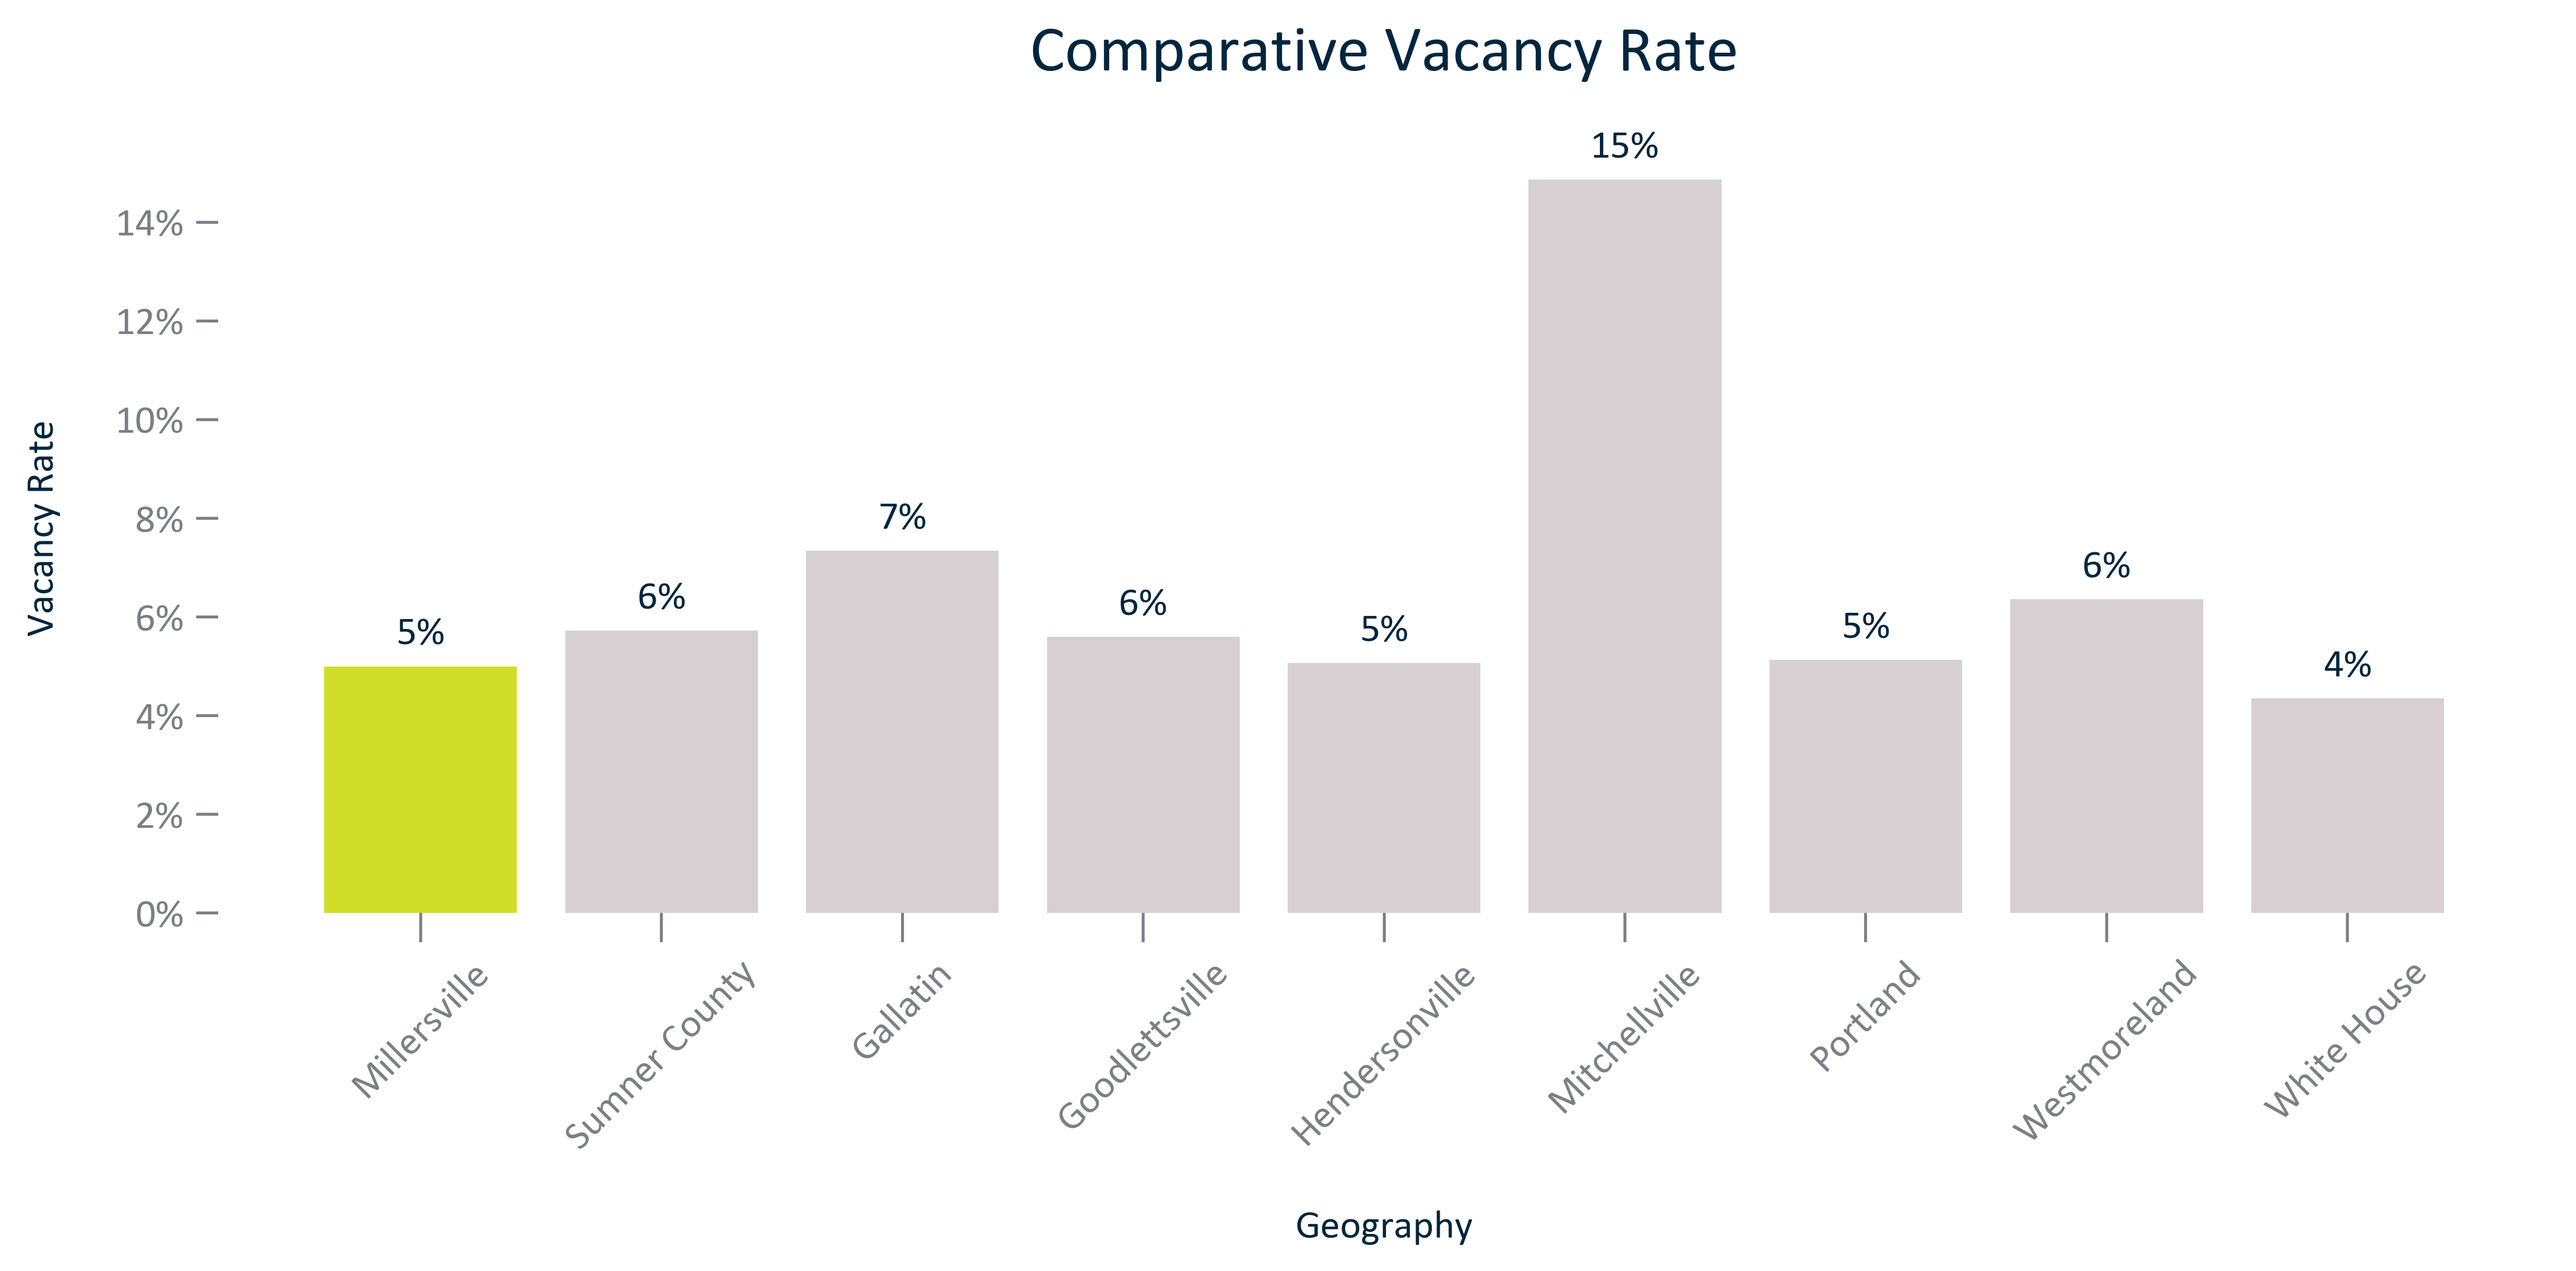 Comparative Vacancy Rate
15%
14%
12%
10%
8%
6%
4%
2%
0%
Vacancy Rate
5%
6%
7%
6%
5%
5%
6%
4%
Millersville
Sumner County
Gallatin
Goodlettsville
Hendersonville
Mitchellville
Portland
Westmoreland
White House
Geography